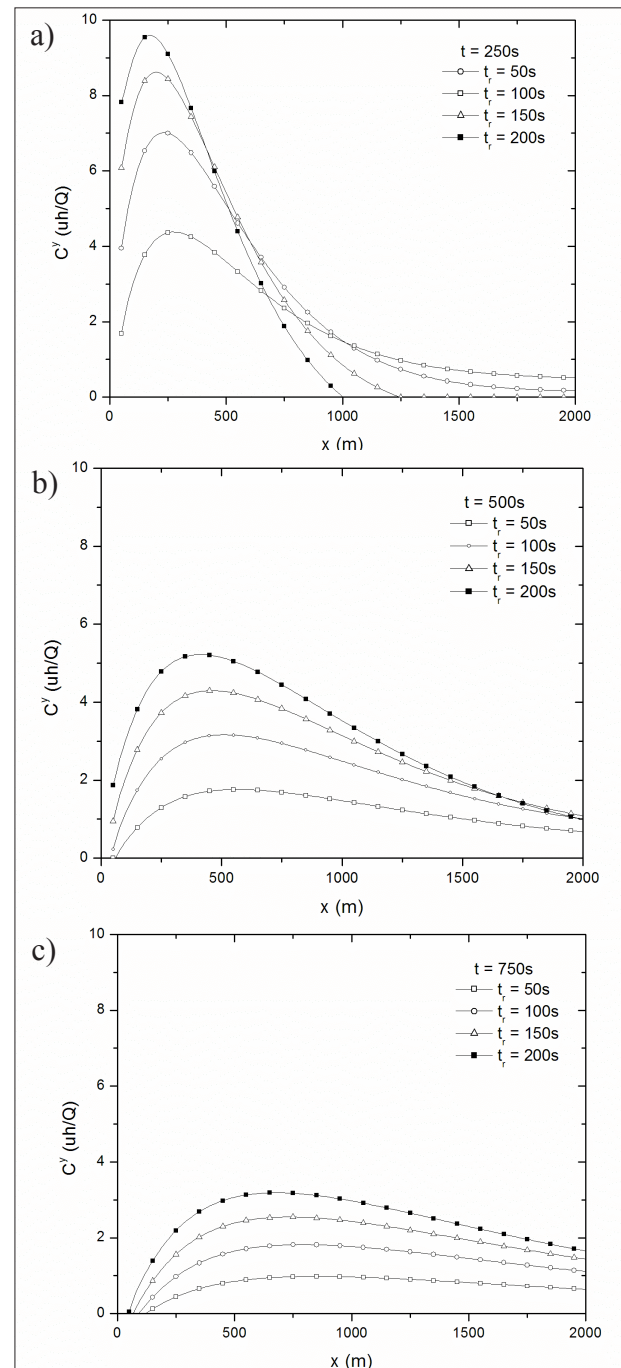 a)
t = 250s
t_r = 50s
t_r = 100s
t_r = 150s
t_r = 200s
C^y (uh/Q)
10
8
6
4
2
0
0 500 1000 1500 2000
x (m)
b)
t = 500s
t_r = 50s
t_r = 100s
t_r = 150s
t_r = 200s
C^y (uh/Q)
10
8
6
4
2
0
0 500 1000 1500 2000
x (m)
c)
t = 750s
t_r = 50s
t_r = 100s
t_r = 150s
t_r = 200s
C^y (uh/Q)
10
8
6
4
2
0
0 500 1000 1500 2000
x (m)